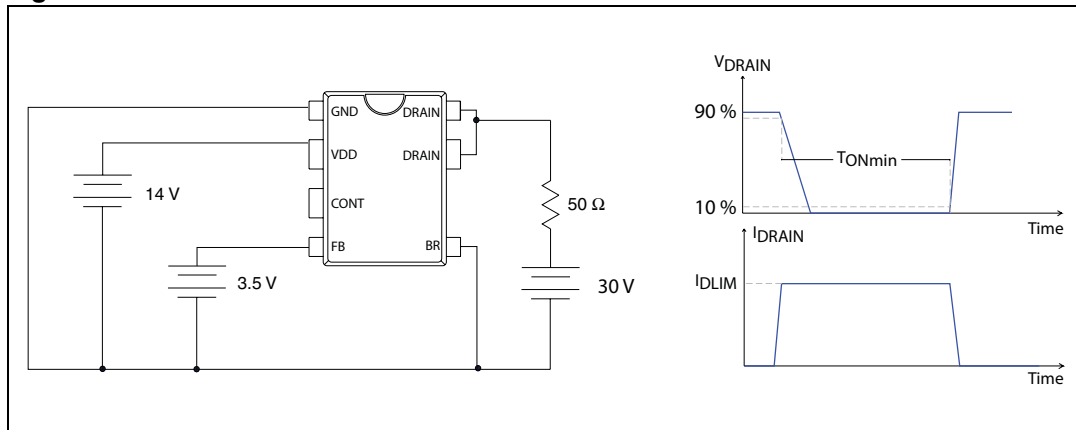 GND
DRAIN
VDD
DRAIN
CONT
FB
BR
14 V
3.5 V
50 Ω
30 V
VDRAIN
90 %
TONmin
10 %
Time
IDRAIN
IDLIM
Time